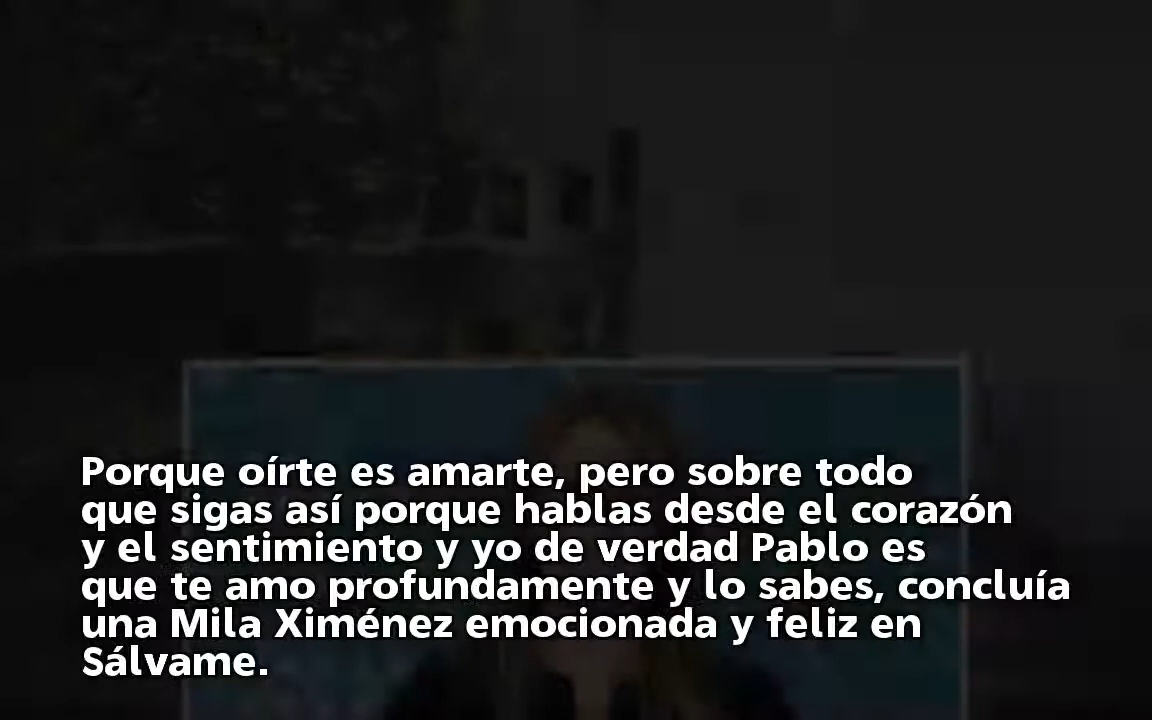 Porque oírte es amarte, pero sobre todo
que sigas así porque hablas desde el corazón
y el sentimiento y yo de verdad Pablo es
que te amo profundamente y lo sabes, concluía
una Mila Ximénez emocionada y feliz en
Sálvame.